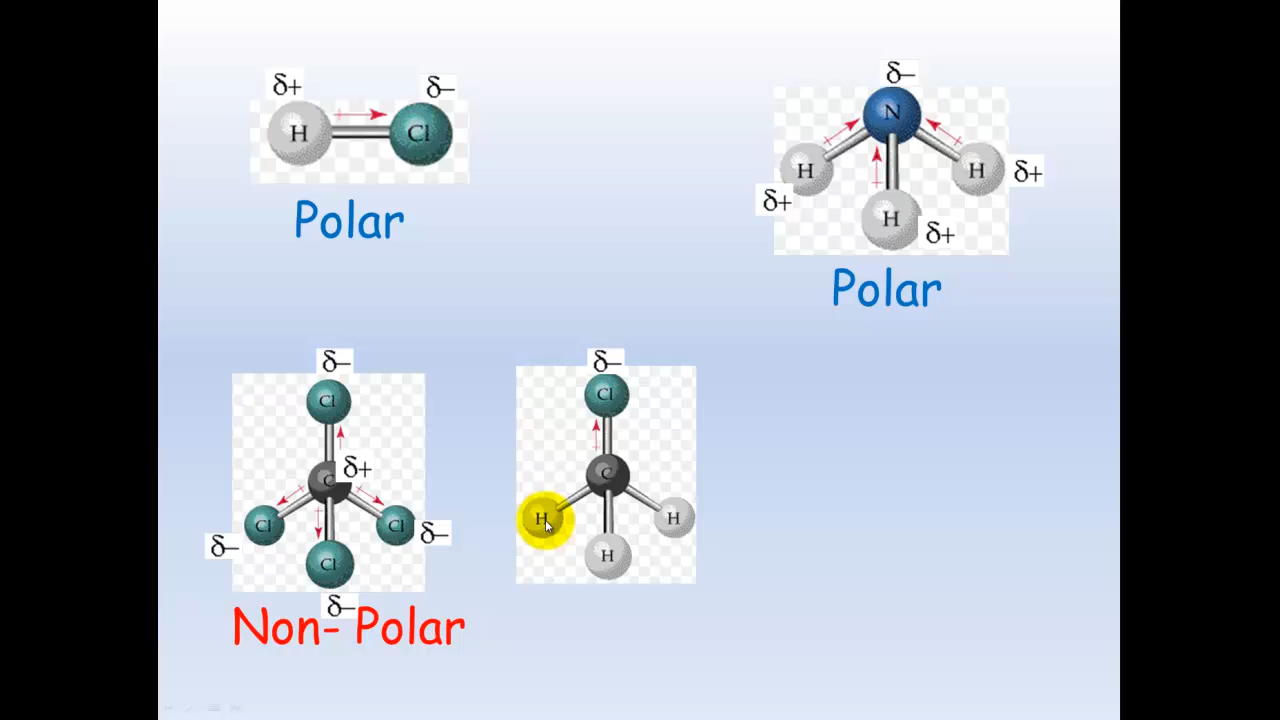 δ+ δ–
H Cl
Polar
δ–
N
H H δ+
δ+
H δ+
Polar
δ–
Cl
C δ+
Cl Cl
δ– δ–
Cl
δ–
Non- Polar
δ–
Cl
C
H H
H